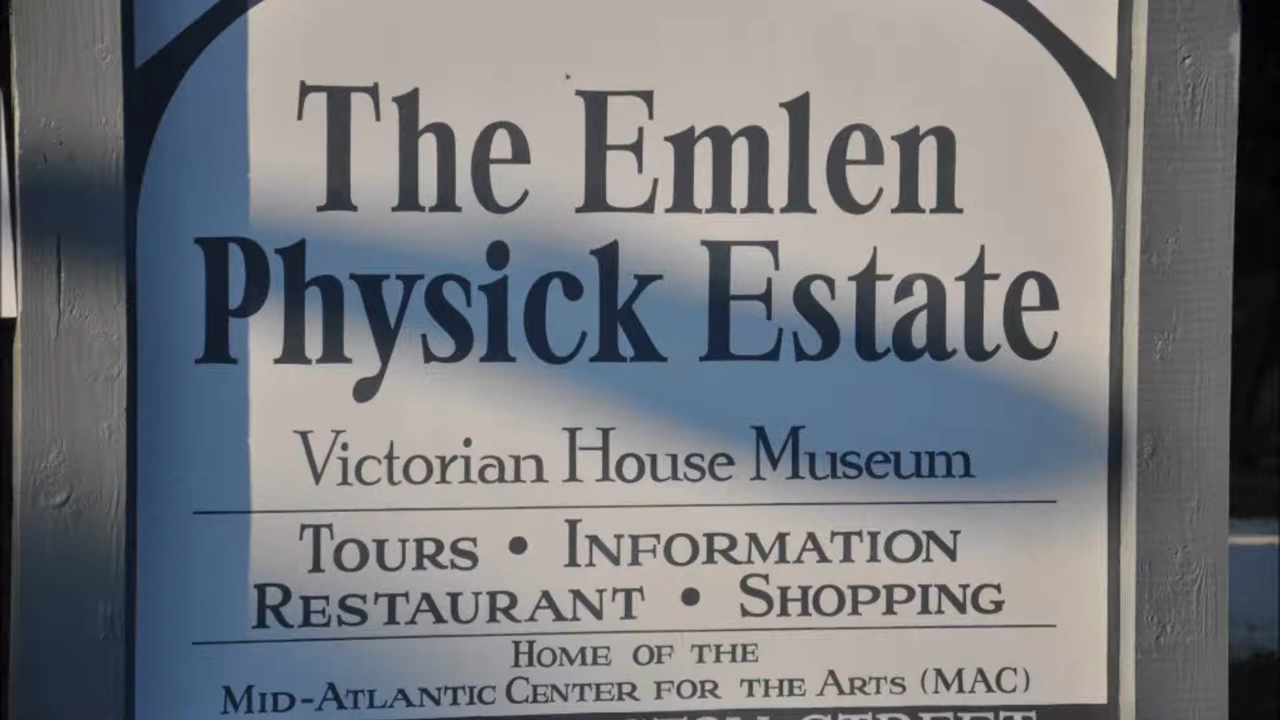 The Emlen
Physick Estate
Victorian House Museum
TOURS • INFORMATION
RESTAURANT • SHOPPING
HOME OF THE
MID-ATLANTIC CENTER FOR THE ARTS (MAC)
STREET